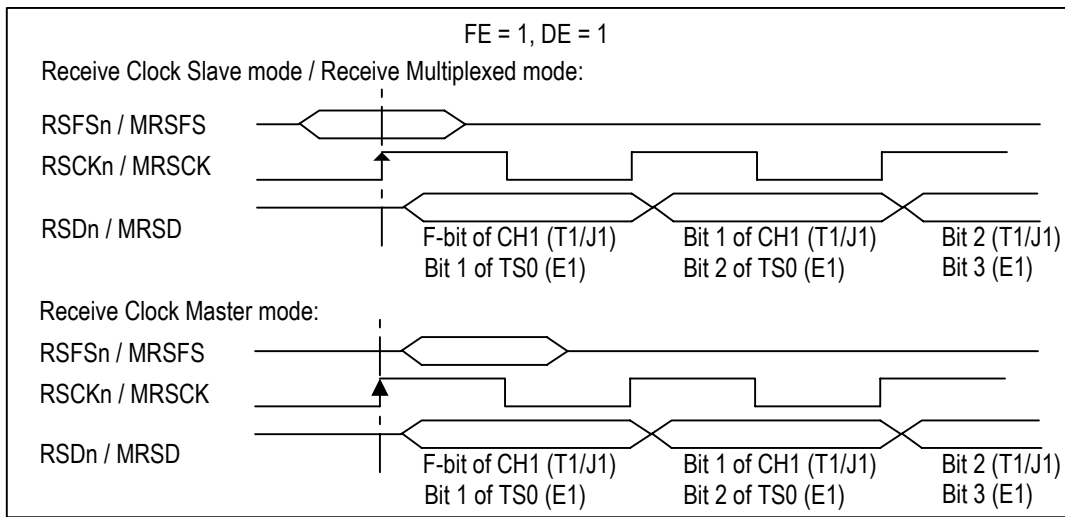 FE = 1, DE = 1
Receive Clock Slave mode / Receive Multiplexed mode:
RSFSn / MRSFS
RSCKn / MRSCK
RSDn / MRSD
F-bit of CH1 (T1/J1)
Bit 1 of TS0 (E1)
Bit 1 of CH1 (T1/J1)
Bit 2 of TS0 (E1)
Bit 2 (T1/J1)
Bit 3 (E1)
Receive Clock Master mode:
RSFSn / MRSFS
RSCKn / MRSCK
RSDn / MRSD
F-bit of CH1 (T1/J1)
Bit 1 of TS0 (E1)
Bit 1 of CH1 (T1/J1)
Bit 2 of TS0 (E1)
Bit 2 (T1/J1)
Bit 3 (E1)